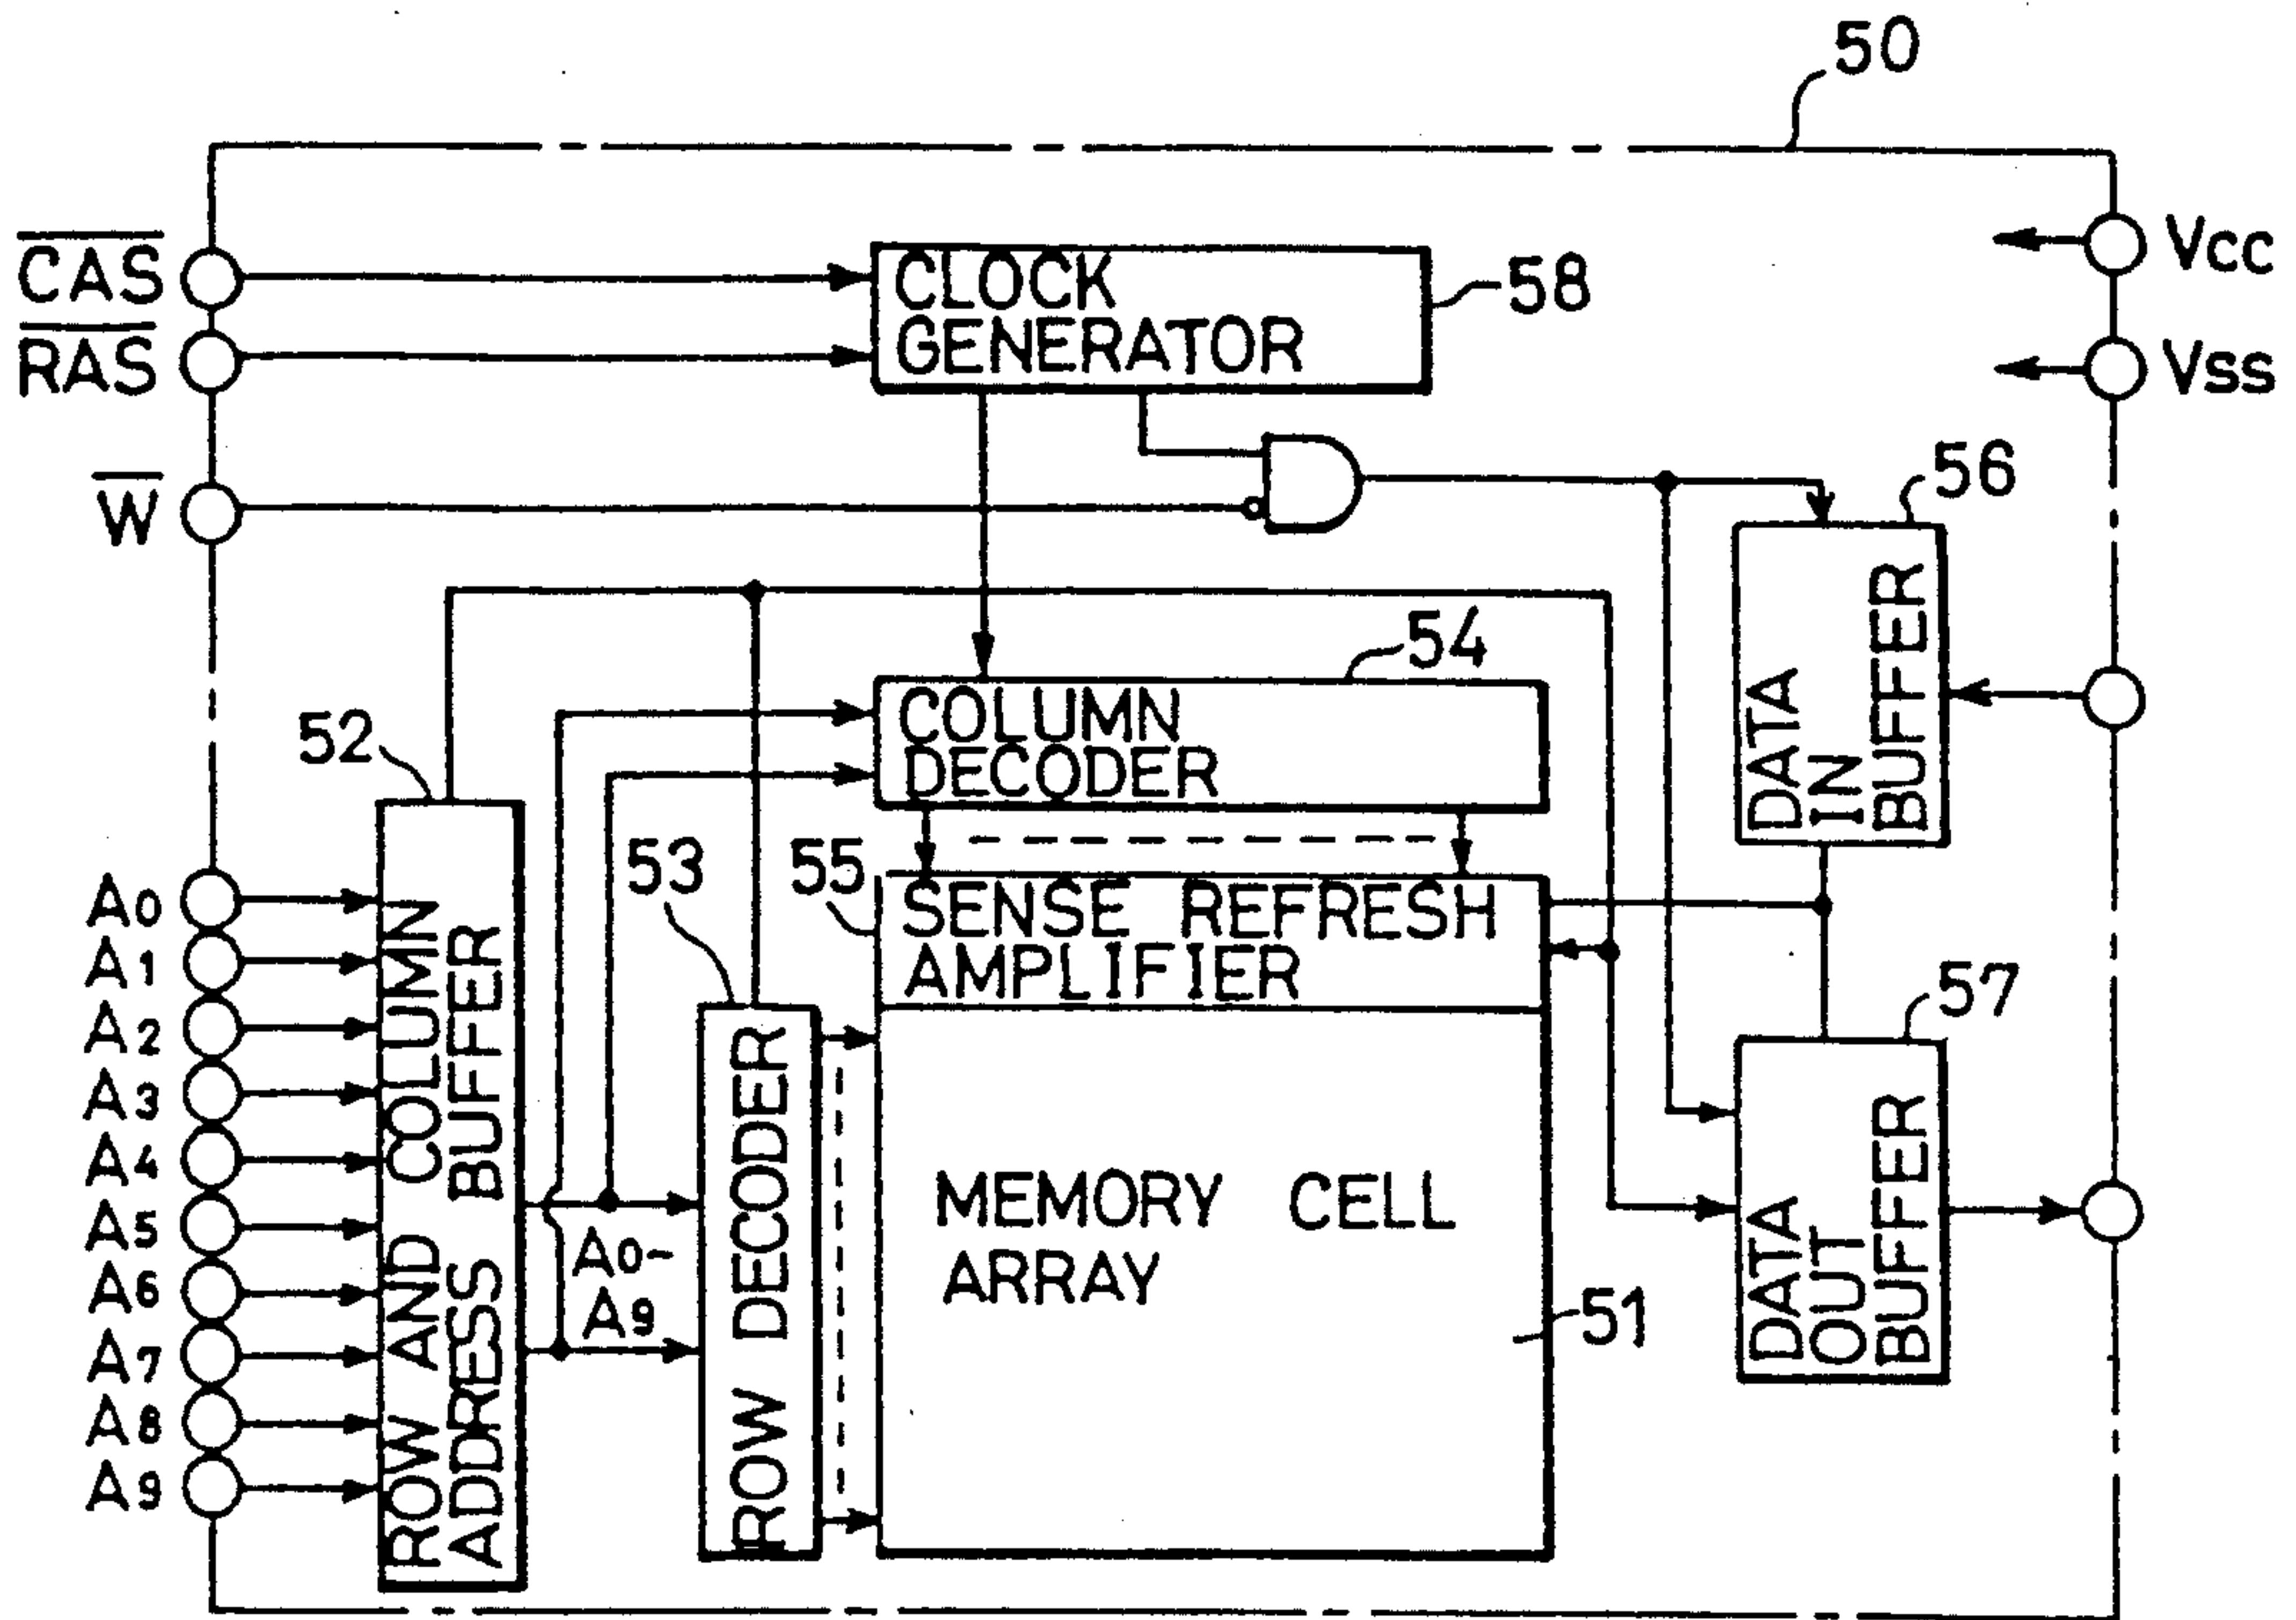 50
CAS
RAS
W
CLOCK
GENERATOR
58
Vcc
Vss
56
54
COLUMN
DECODER
DATA
IN
BUFFER
52
53
55
SENSE REFRESH
AMPLIFIER
57
A0
A1
A2
A3
A4
A5
A6
A7
A8
A9
ROW AND COLUMN
ADDRESS BUFFER
A0-
A9
ROW DECODER
MEMORY CELL
ARRAY
51
DATA
OUT
BUFFER